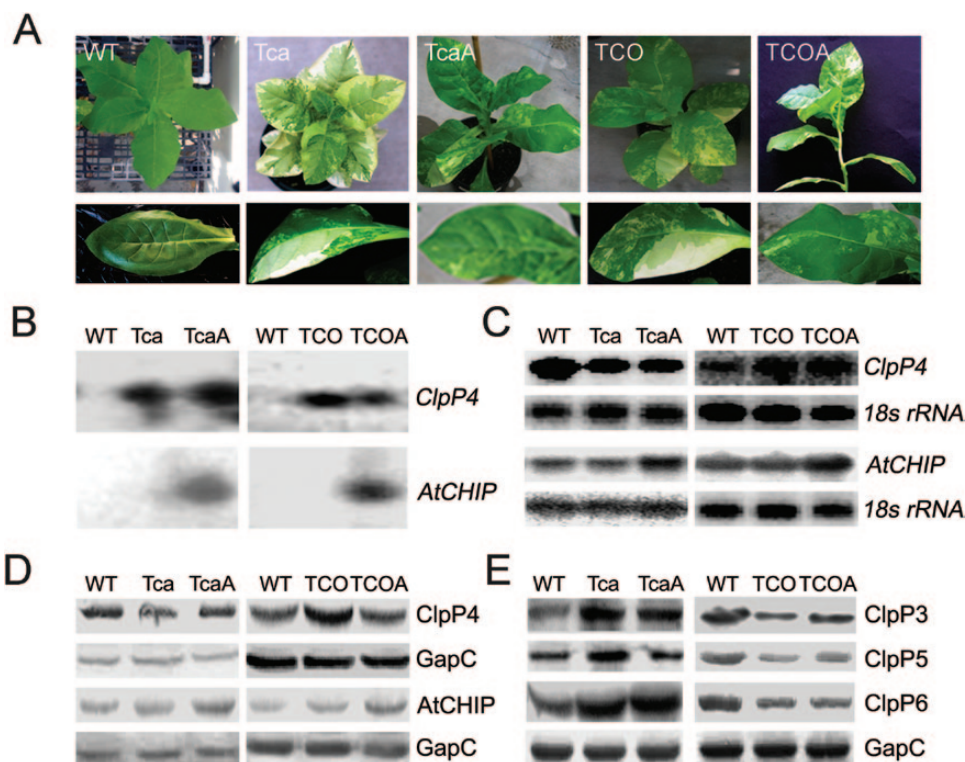 A
WT Tca TcaA TCO TCOA
B
WT Tca TcaA WT TCO TCOA
ClpP4
AtCHIP
C
WT Tca TcaA WT TCO TCOA
ClpP4
18s rRNA
AtCHIP
18s rRNA
D
WT Tca TcaA WT TCO TCOA
ClpP4
GapC
AtCHIP
GapC
E
WT Tca TcaA WT TCO TCOA
ClpP3
ClpP5
ClpP6
GapC